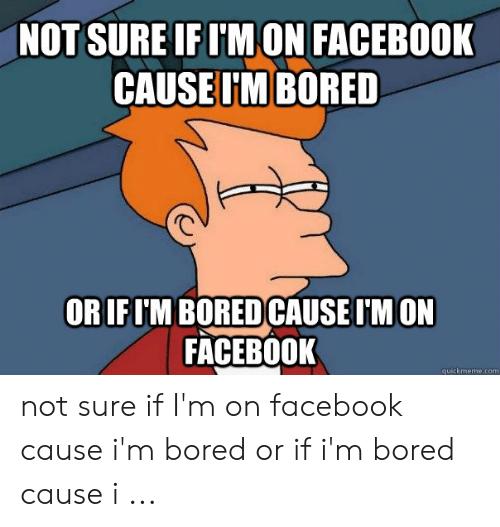 NOT SURE IF I'M ON FACEBOOK
CAUSE I'M BORED
OR IF I'M BORED CAUSE I'M ON
FACEBOOK
quickmeme.com
not sure if I'm on facebook
cause i'm bored or if i'm bored
cause i ...